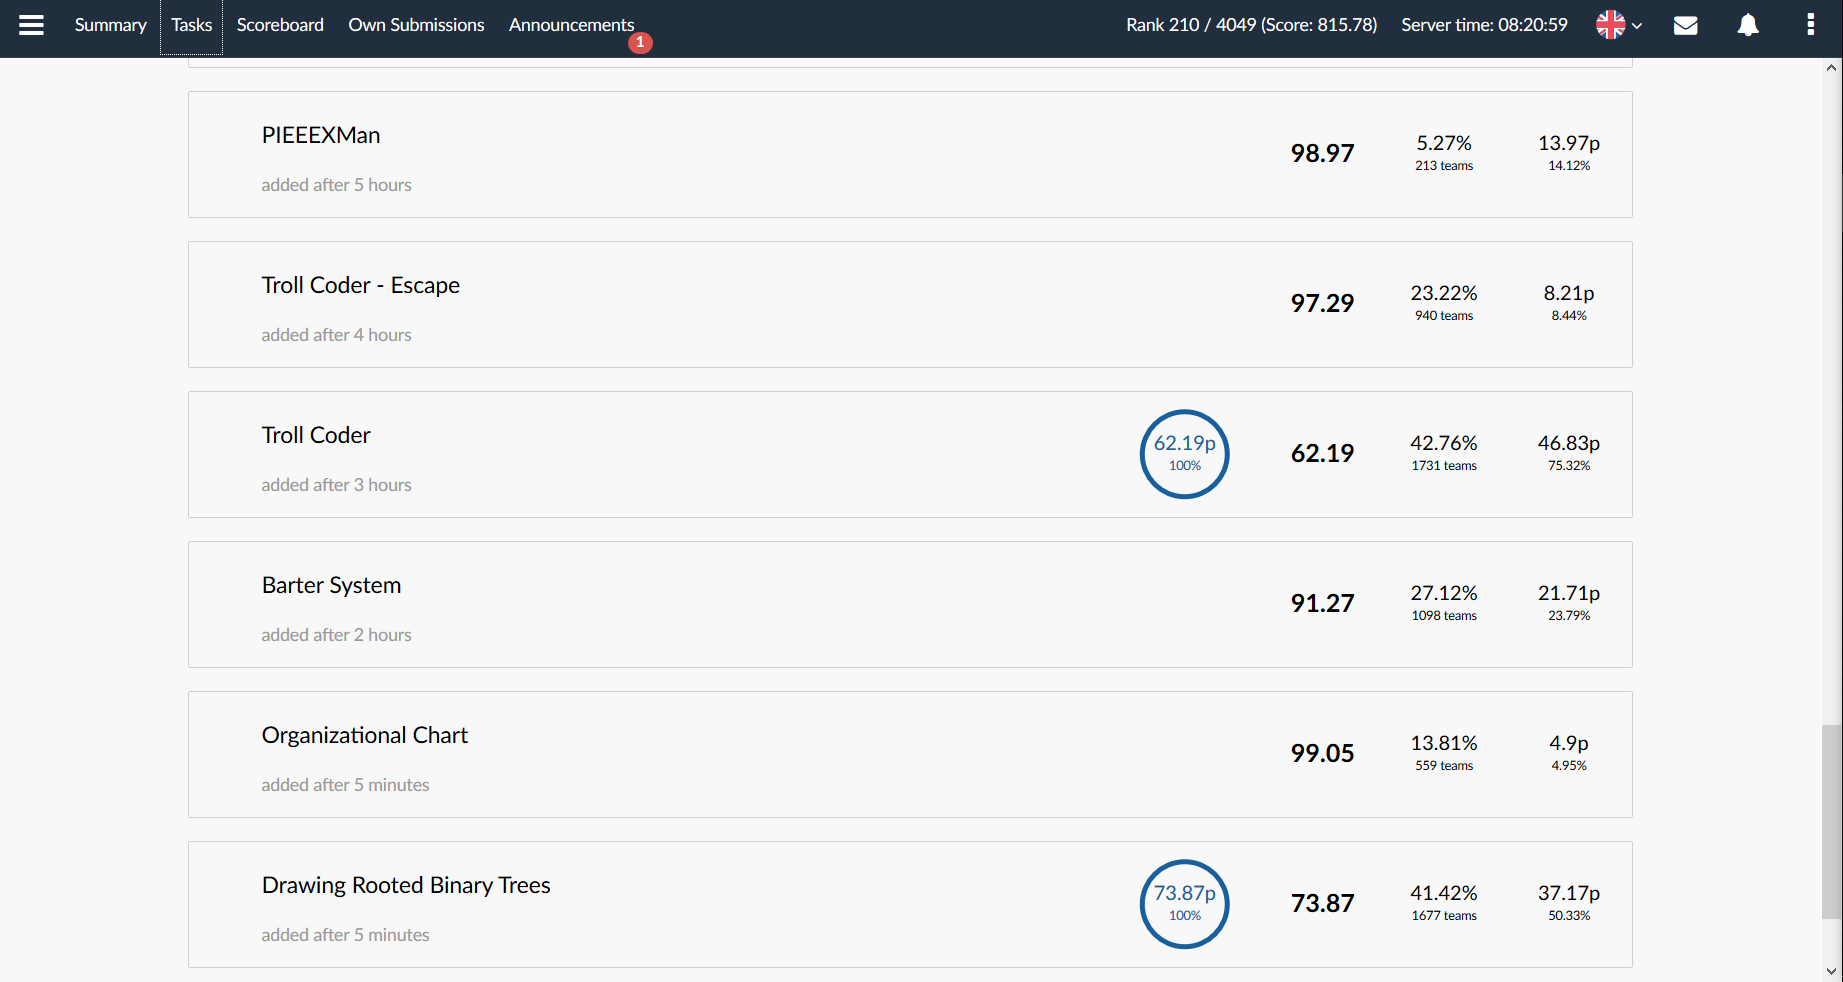 Summary Tasks Scoreboard Own Submissions Announcements 1 Rank 210 / 4049 (Score: 815.78) Server time: 08:20:59
PIEEEXMan
added after 5 hours
98.97
5.27%
213 teams
13.97p
14.12%
Troll Coder - Escape
added after 4 hours
97.29
23.22%
940 teams
8.21p
8.44%
Troll Coder
added after 3 hours
62.19p
100%
62.19
42.76%
1731 teams
46.83p
75.32%
Barter System
added after 2 hours
91.27
27.12%
1098 teams
21.71p
23.79%
Organizational Chart
added after 5 minutes
99.05
13.81%
559 teams
4.9p
4.95%
Drawing Rooted Binary Trees
added after 5 minutes
73.87p
100%
73.87
41.42%
1677 teams
37.17p
50.33%